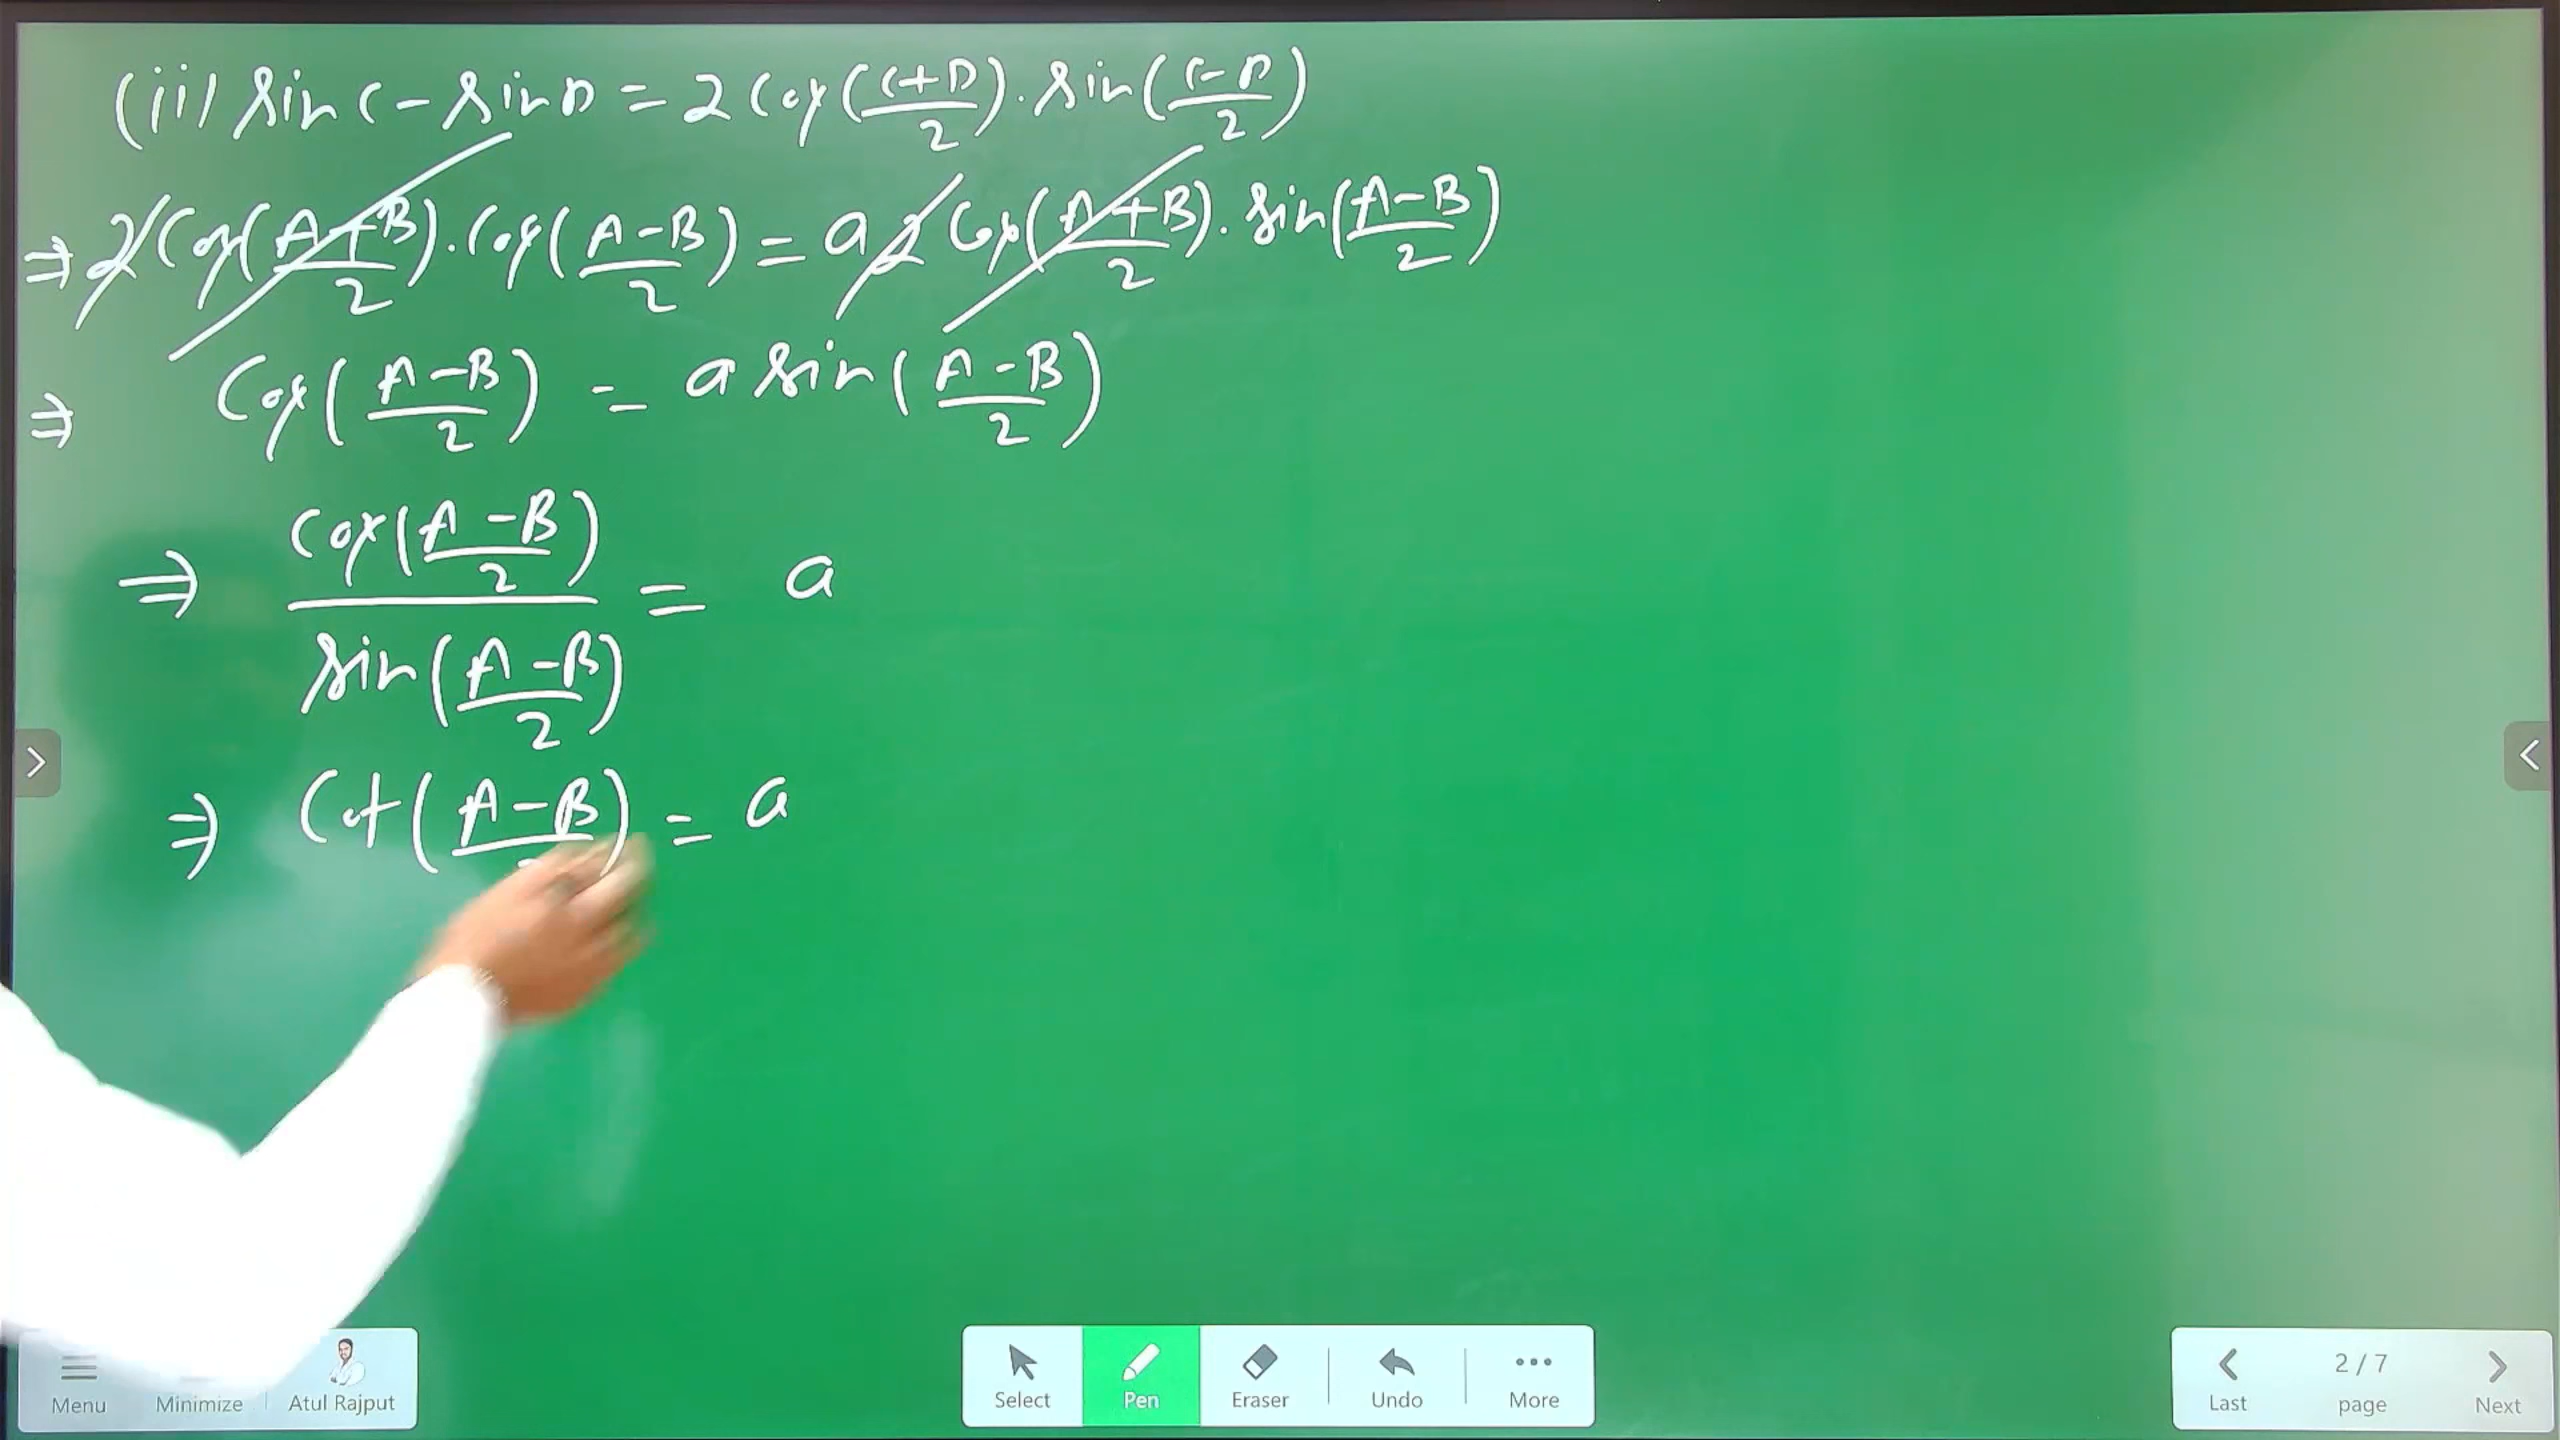 (ii) sin C - sin D = 2 cos((C+D)/2) . sin((C-D)/2)
⇒ 2 cos((A+B)/2) . cos((A-B)/2) = a 2 cos((A+B)/2) . sin((A-B)/2)
⇒ cos((A-B)/2) = a sin((A-B)/2)
⇒ cos((A-B)/2) / sin((A-B)/2) = a
⇒ cot((A-B)/2) = a
Menu Minimize Atul Rajput
Select Pen Eraser Undo More
Last 2 / 7 page Next